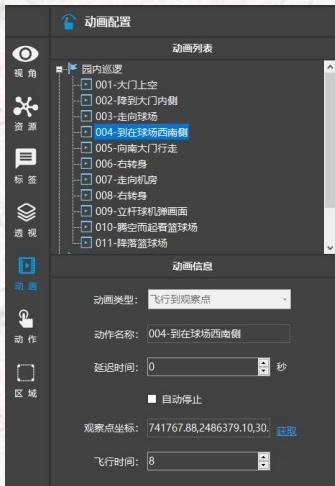 动画配置
视 角
资 源
标 签
透 视
动 画
动 作
区 域
动画列表
园内巡逻
001-大门上空
002-降到大门内侧
003-走向球场
004-到在球场西南侧
005-向南大门行走
006-右转身
007-走向机房
008-右转身
009-立杆球机弹画面
010-腾空而起看篮球场
011-降落篮球场
动画信息
动画类型: 飞行到观察点
动作名称: 004-到在球场西南侧
延迟时间: 0 秒
自动停止
观察点坐标: 741767.88,2486379.10,30. 获取
飞行时间: 8